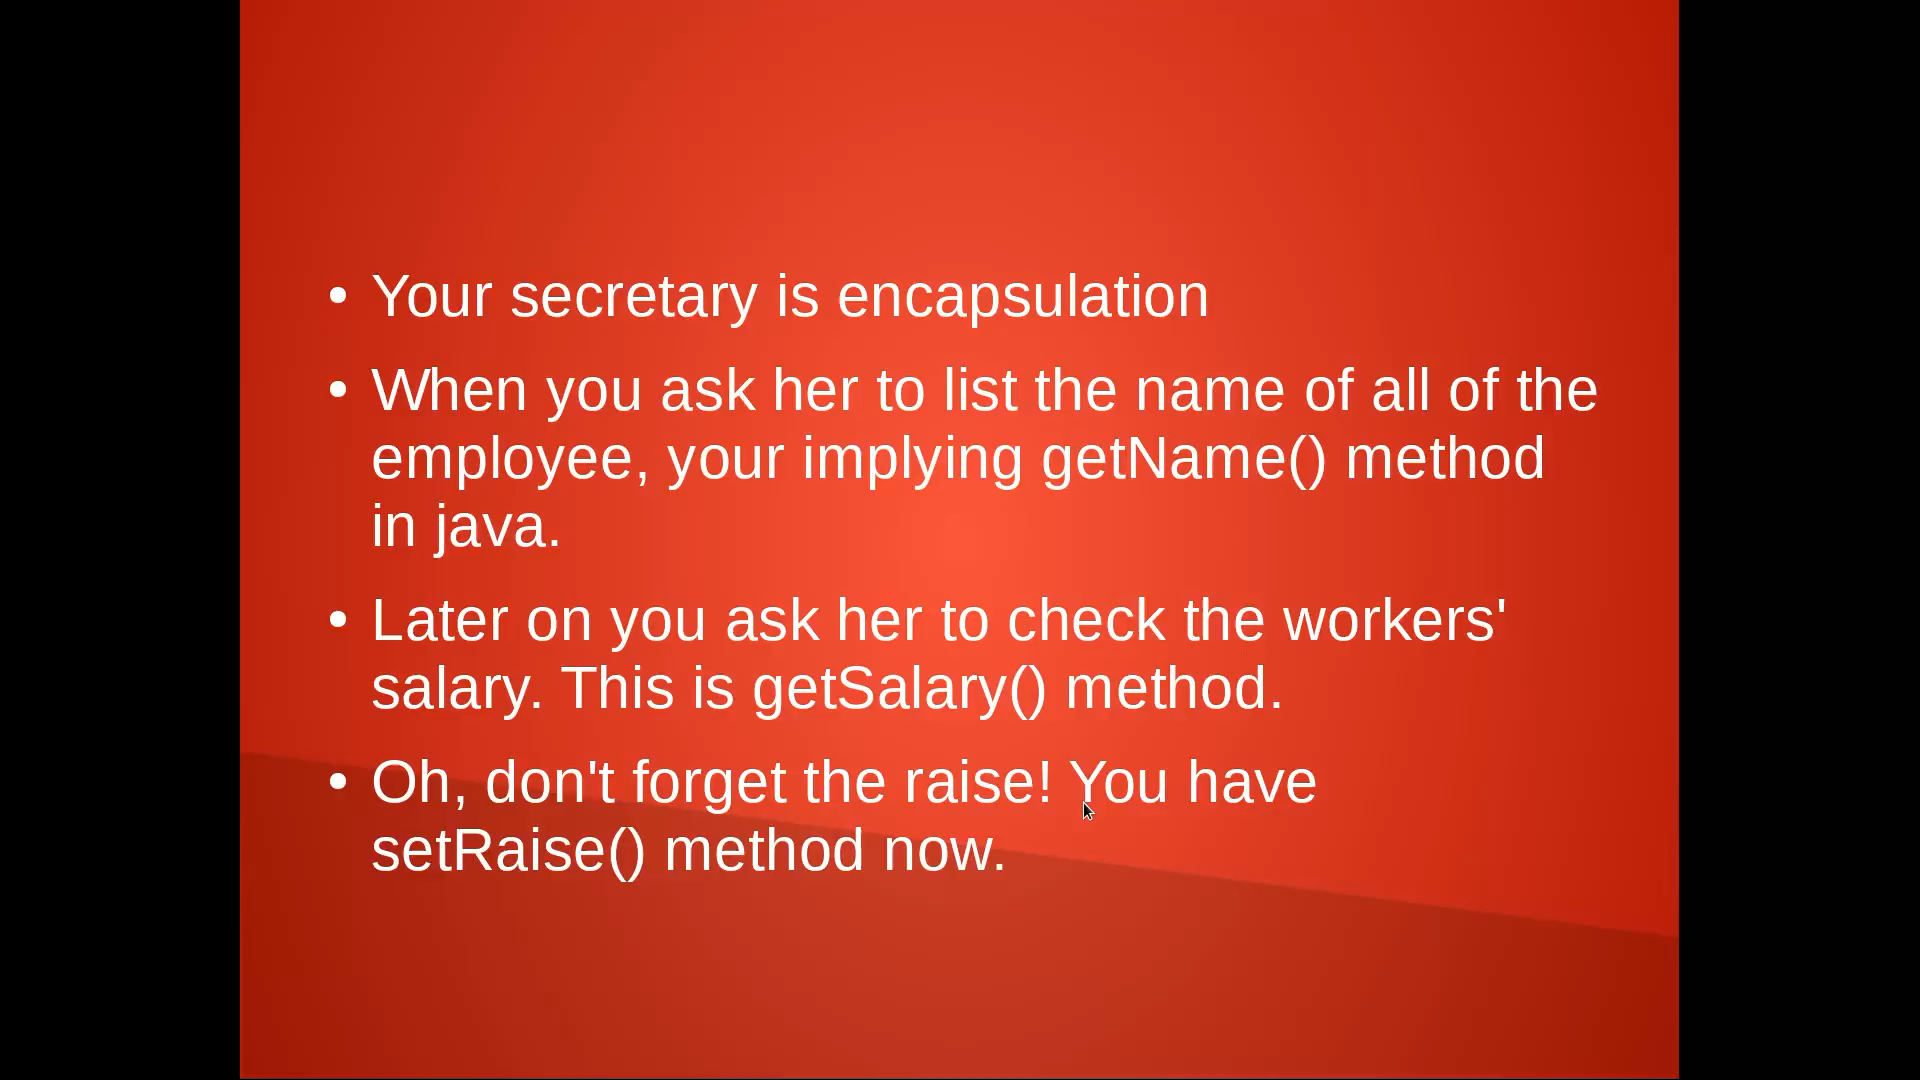 • Your secretary is encapsulation
• When you ask her to list the name of all of the
employee, your implying getName() method
in java.
• Later on you ask her to check the workers'
salary. This is getSalary() method.
• Oh, don't forget the raise! You have
setRaise() method now.